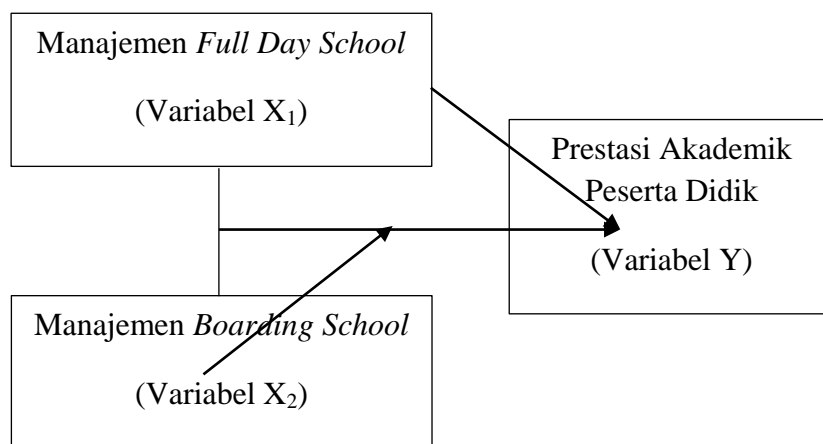 Manajemen Full Day School
(Variabel X₁)
Prestasi Akademik
Peserta Didik
(Variabel Y)
Manajemen Boarding School
(Variabel X₂)